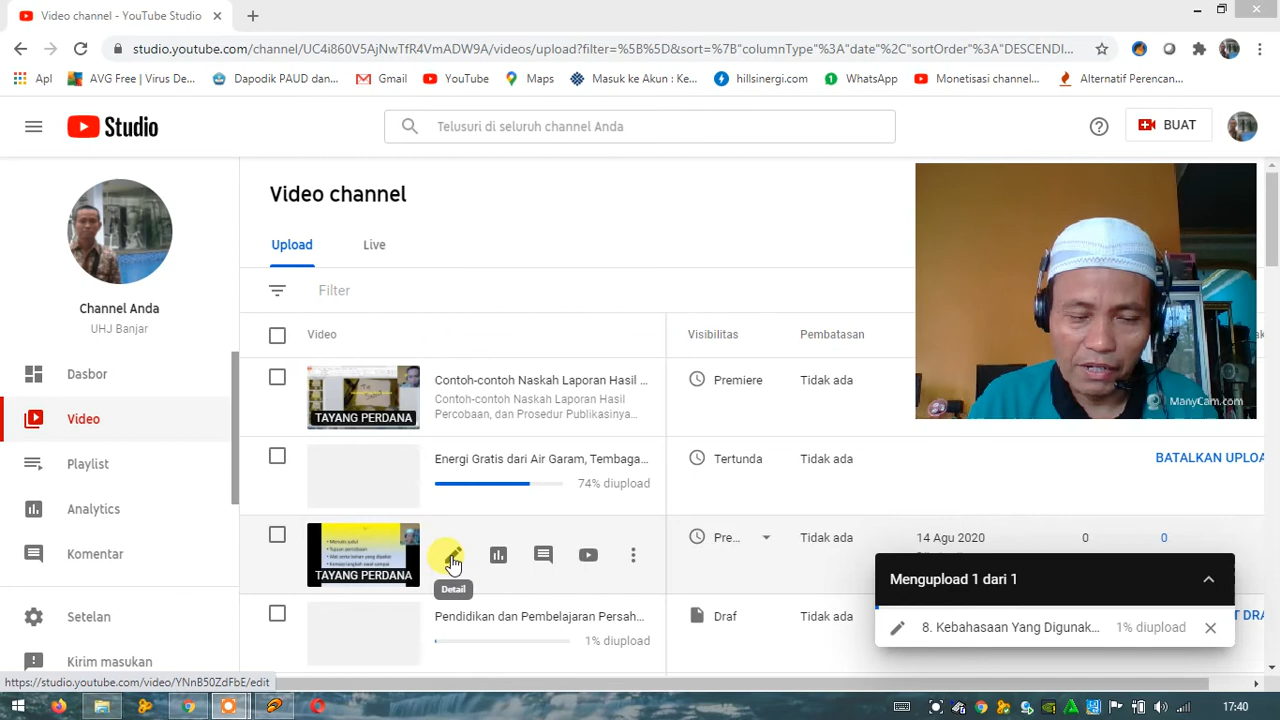 Video channel - YouTube Studio
studio.youtube.com/channel/UC4i860V5AjNwTfR4VmADW9A/videos/upload?filter=%5B%5D&sort=%7B"columnType"%3A"date"%2C"sortOrder"%3A"DESCENDI...
Apl
AVG Free | Virus De...
Dapodik PAUD dan...
Gmail
YouTube
Maps
Masuk ke Akun : Ke...
hillsinergi.com
WhatsApp
Monetisasi channel...
Alternatif Perencan...
Studio
Telusuri di seluruh channel Anda
BUAT
Channel Anda
UHJ Banjar
Dasbor
Video
Playlist
Analytics
Komentar
Setelan
Kirim masukan
Video channel
Upload
Live
Filter
Video
Visibilitas
Pembatasan
TAYANG PERDANA
Contoh-contoh Naskah Laporan Hasil ...
Contoh-contoh Naskah Laporan Hasil
Percobaan, dan Prosedur Publikasinya...
Premiere
Tidak ada
Energi Gratis dari Air Garam, Tembaga...
74% diupload
Tertunda
Tidak ada
BATALKAN UPLOA
TAYANG PERDANA
Detail
Pre...
Tidak ada
14 Agu 2020
0
0
Pendidikan dan Pembelajaran Persah...
1% diupload
Draf
Tidak ada
T DRA
Mengupload 1 dari 1
8. Kebahasaan Yang Digunak...
1% diupload
ManyCam.com
https://studio.youtube.com/video/YNnB50ZdFbE/edit
17:40